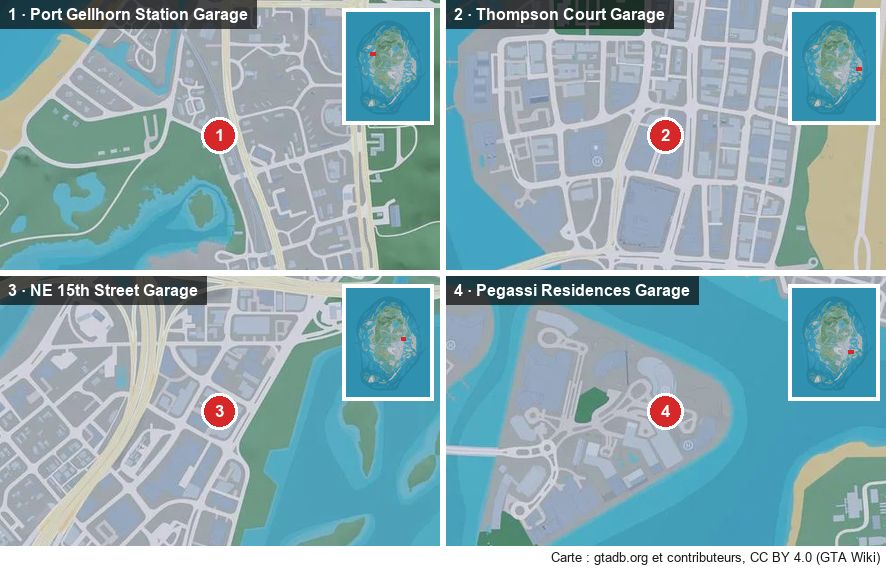 1 · Port Gellhorn Station Garage
2 · Thompson Court Garage
1
2
3 · NE 15th Street Garage
4 · Pegassi Residences Garage
3
4
Carte : gtadb.org et contributeurs, CC BY 4.0 (GTA Wiki)